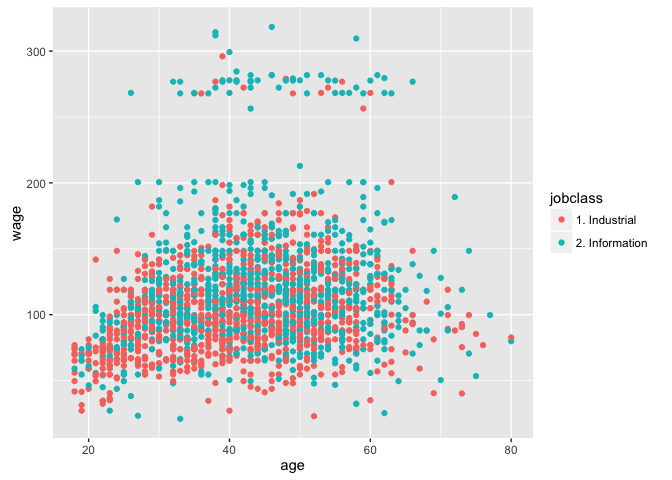 300
200
100
wage
20 40 60 80
age
jobclass
1. Industrial
2. Information